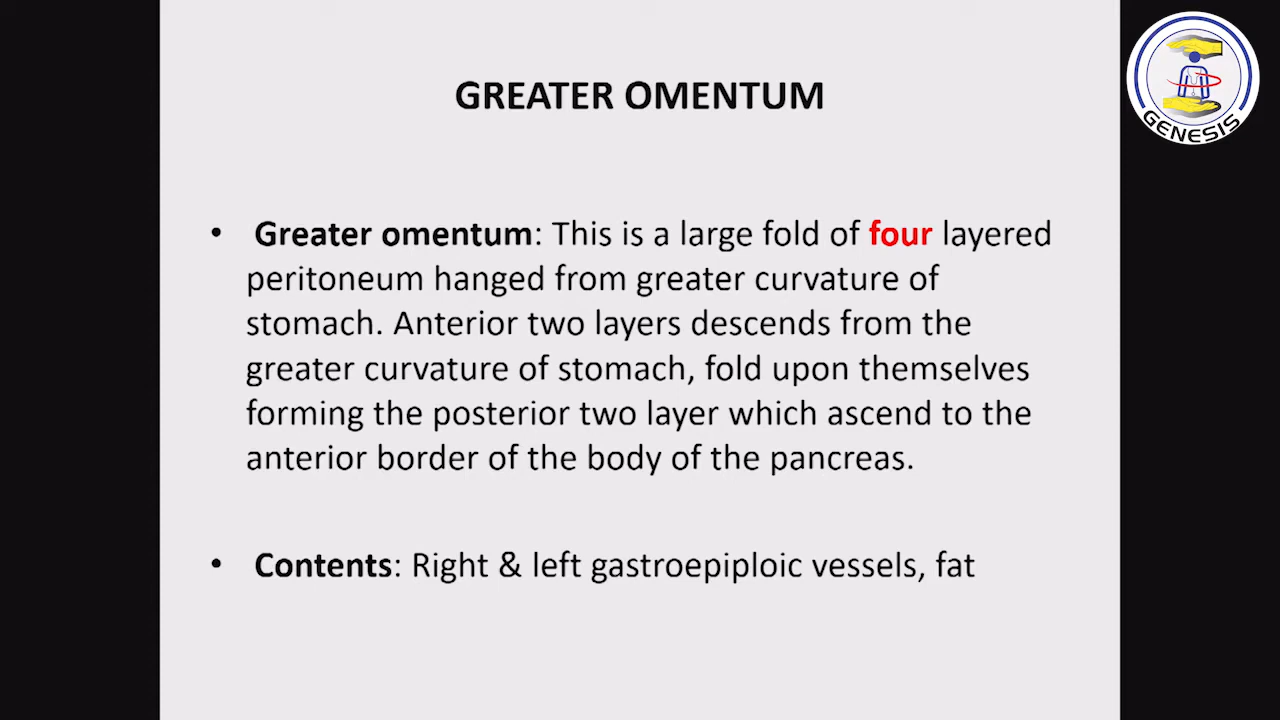 GENESIS
GREATER OMENTUM
• Greater omentum: This is a large fold of four layered
peritoneum hanged from greater curvature of
stomach. Anterior two layers descends from the
greater curvature of stomach, fold upon themselves
forming the posterior two layer which ascend to the
anterior border of the body of the pancreas.
• Contents: Right & left gastroepiploic vessels, fat